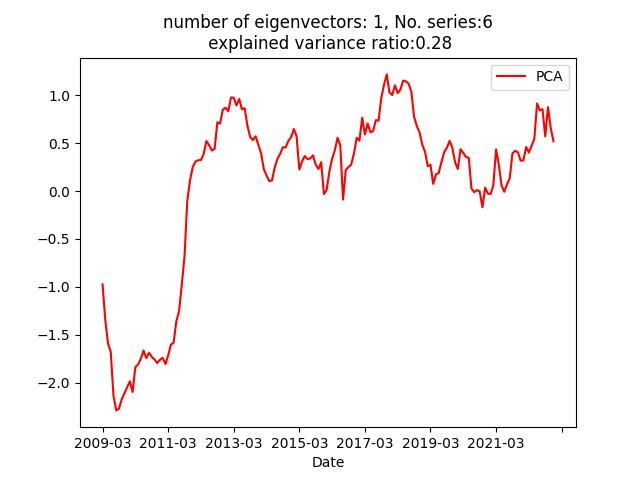 number of eigenvectors: 1, No. series:6
explained variance ratio:0.28
PCA
1.0
0.5
0.0
−0.5
−1.0
−1.5
−2.0
2009-03 2011-03 2013-03 2015-03 2017-03 2019-03 2021-03
Date